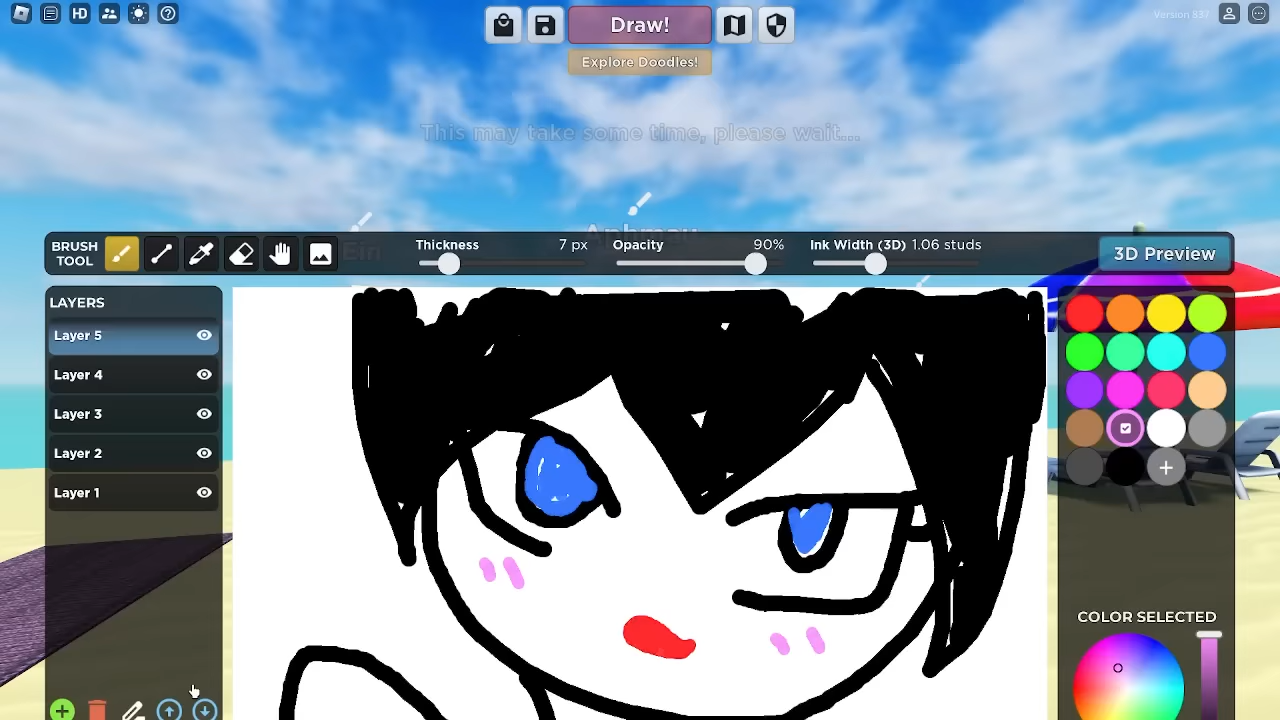 HD
Draw!
Version 837
Explore Doodles!
This may take some time, please wait...
Aphmau
Ein
BRUSH TOOL
Thickness 7 px
Opacity 90%
Ink Width (3D) 1.06 studs
3D Preview
LAYERS
Layer 5
Layer 4
Layer 3
Layer 2
Layer 1
COLOR SELECTED